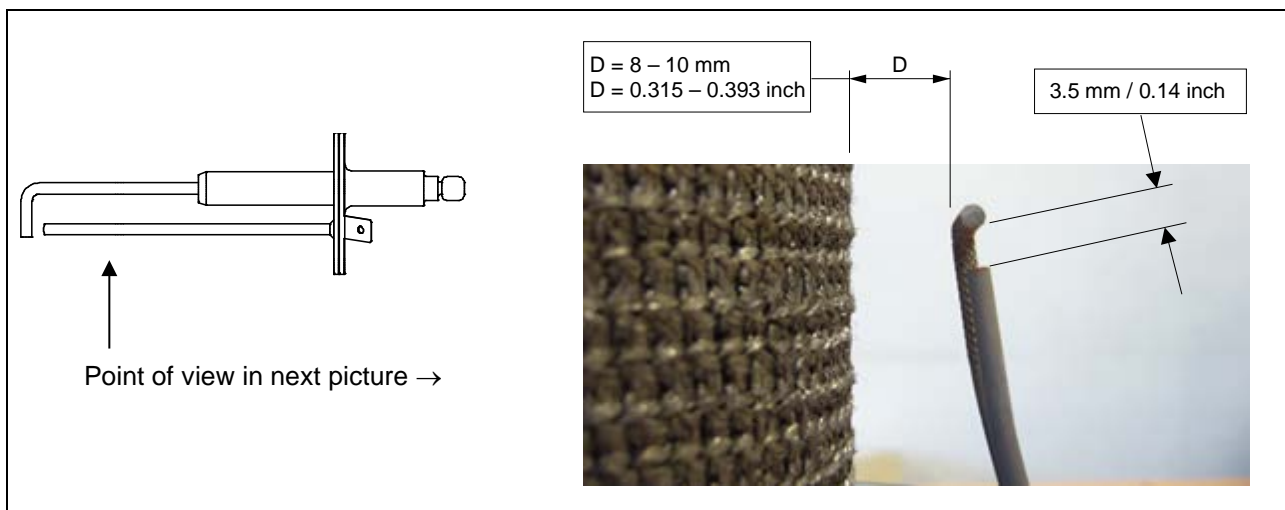 D = 8 – 10 mm
D = 0.315 – 0.393 inch
D
3.5 mm / 0.14 inch
Point of view in next picture →